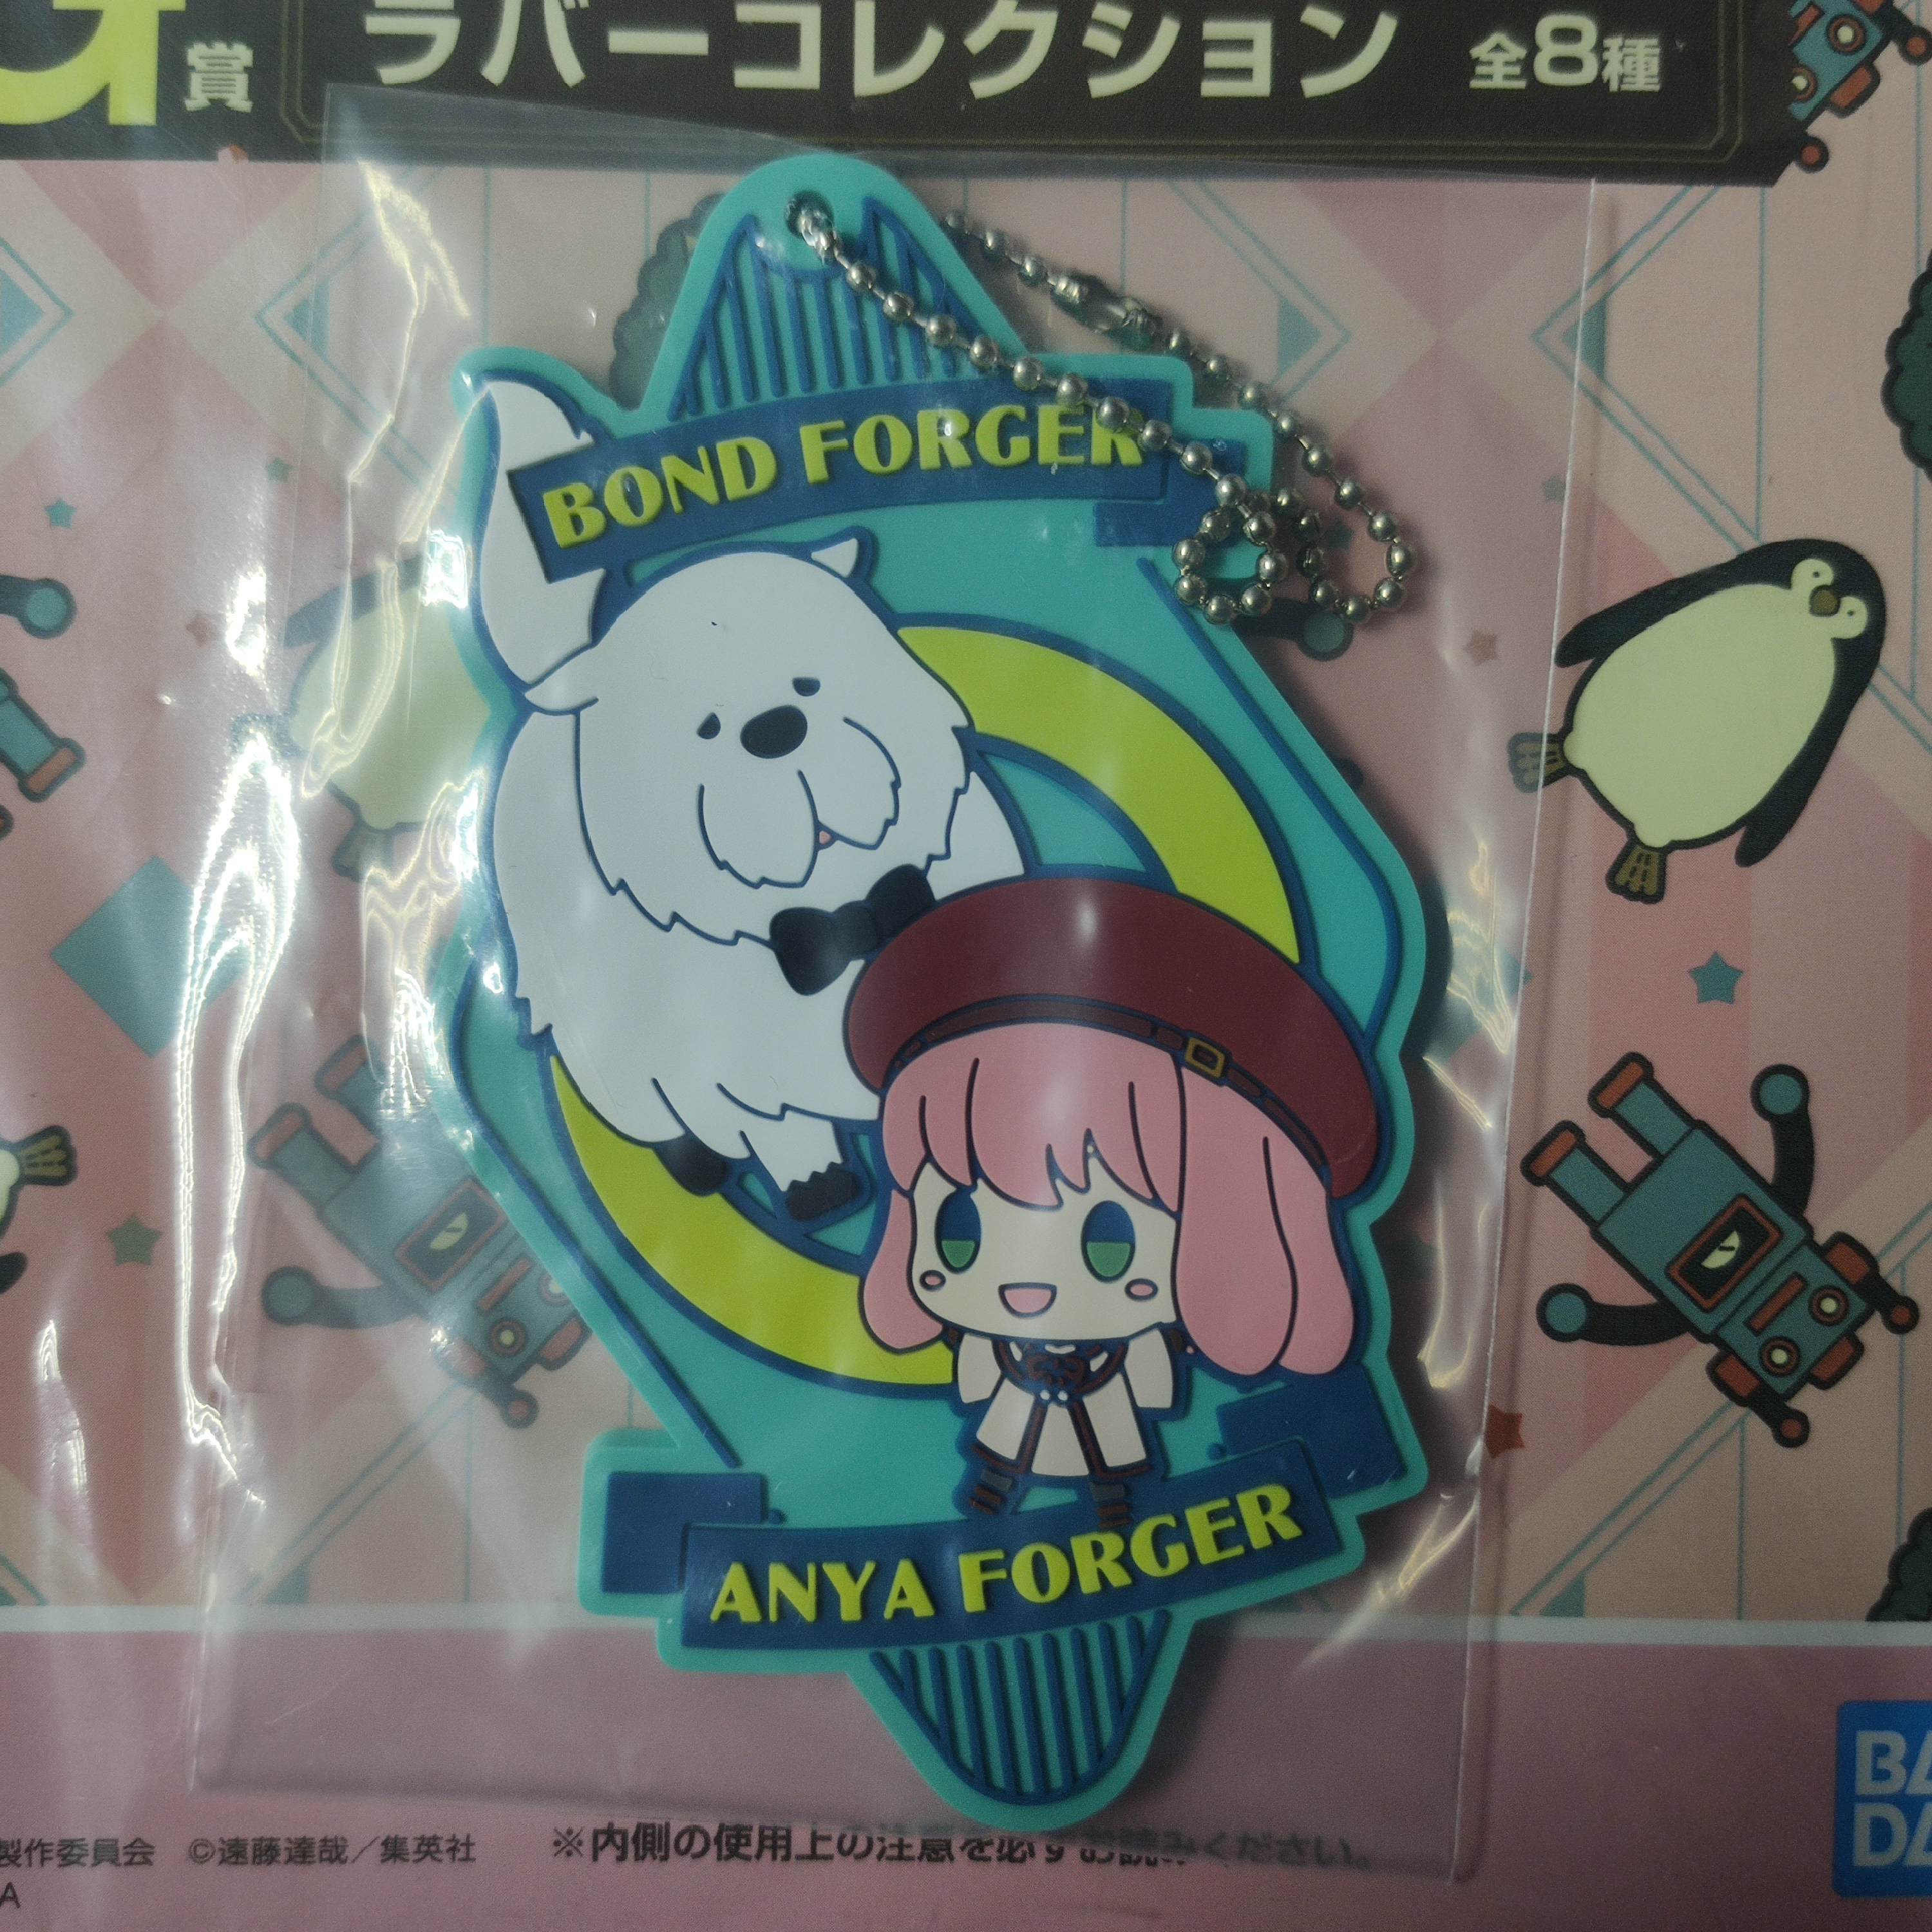 賞 ラバーコレクション 全8種
BOND FORGER
ANYA FORGER
製作委員会 ©遠藤達哉/集英社
※内側の使用上の注意を必ずお読みください。